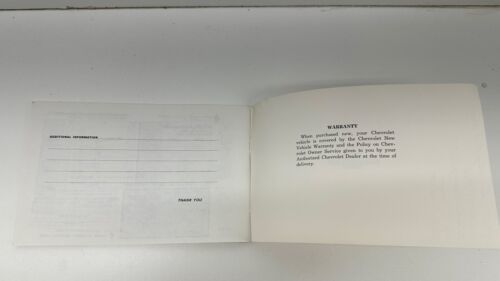 ADDITIONAL INFORMATION
THANK YOU
WARRANTY
When purchased new, your Chevrolet
vehicle is covered by the Chevrolet New
Vehicle Warranty and the Policy on Chev-
rolet Owner Service given to you by your
Authorized Chevrolet Dealer at the time of
delivery.